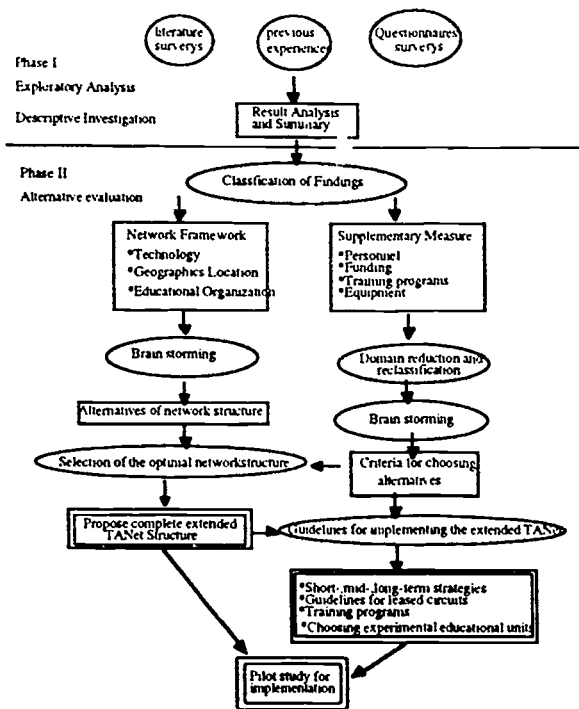 literature
surverys
previous
experiences
Questionnaires
surverys
Phase I
Exploratory Analysis
Descriptive Investigation
Result Analysis
and Summary
Phase II
Alternative evaluation
Classfication of Findings
Network Framework
*Technology
*Geographics Location
*Educational Organization
Supplementary Measure
*Personnel
*Funding
*Training programs
*Equipment
Brain storming
Domain reduction and
reclassification
Alternatives of network structure
Brain storming
Selection of the optimal networkstructure
Criteria for choosing
alternatives
Propose complete extended
TANet Structure
Guidelines for implementing the extended TANet
*Short-,mid-,long-term strategies
*Guidelines for leased circuits
*Training programs
*Choosing experimental educational units
Pilot study for
implementation